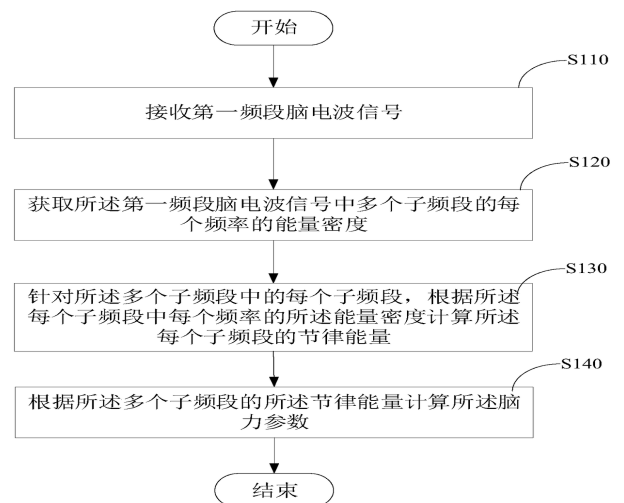 开始
S110
接收第一频段脑电波信号
S120
获取所述第一频段脑电波信号中多个子频段的每
个频率的能量密度
S130
针对所述多个子频段中的每个子频段，根据所述
每个子频段中每个频率的所述能量密度计算所述
每个子频段的节律能量
S140
根据所述多个子频段的所述节律能量计算所述脑
力参数
结束